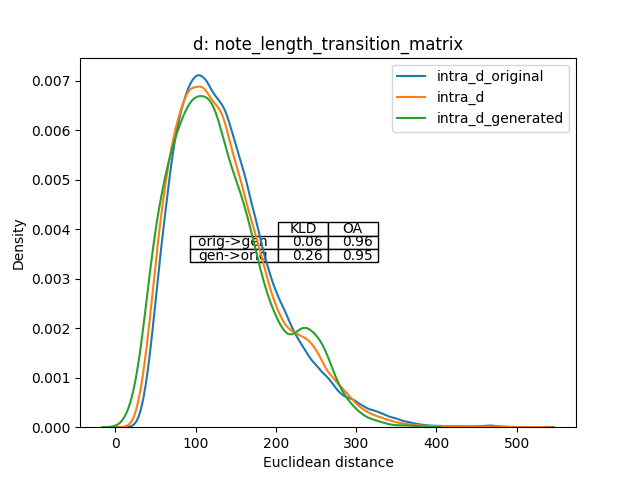 d: note_length_transition_matrix
intra_d_original
intra_d
intra_d_generated
0.007
0.006
0.005
0.004
0.003
0.002
0.001
0.000
Density
KLD OA
orig->gen 0.06 0.96
gen->orig 0.26 0.95
0 100 200 300 400 500
Euclidean distance